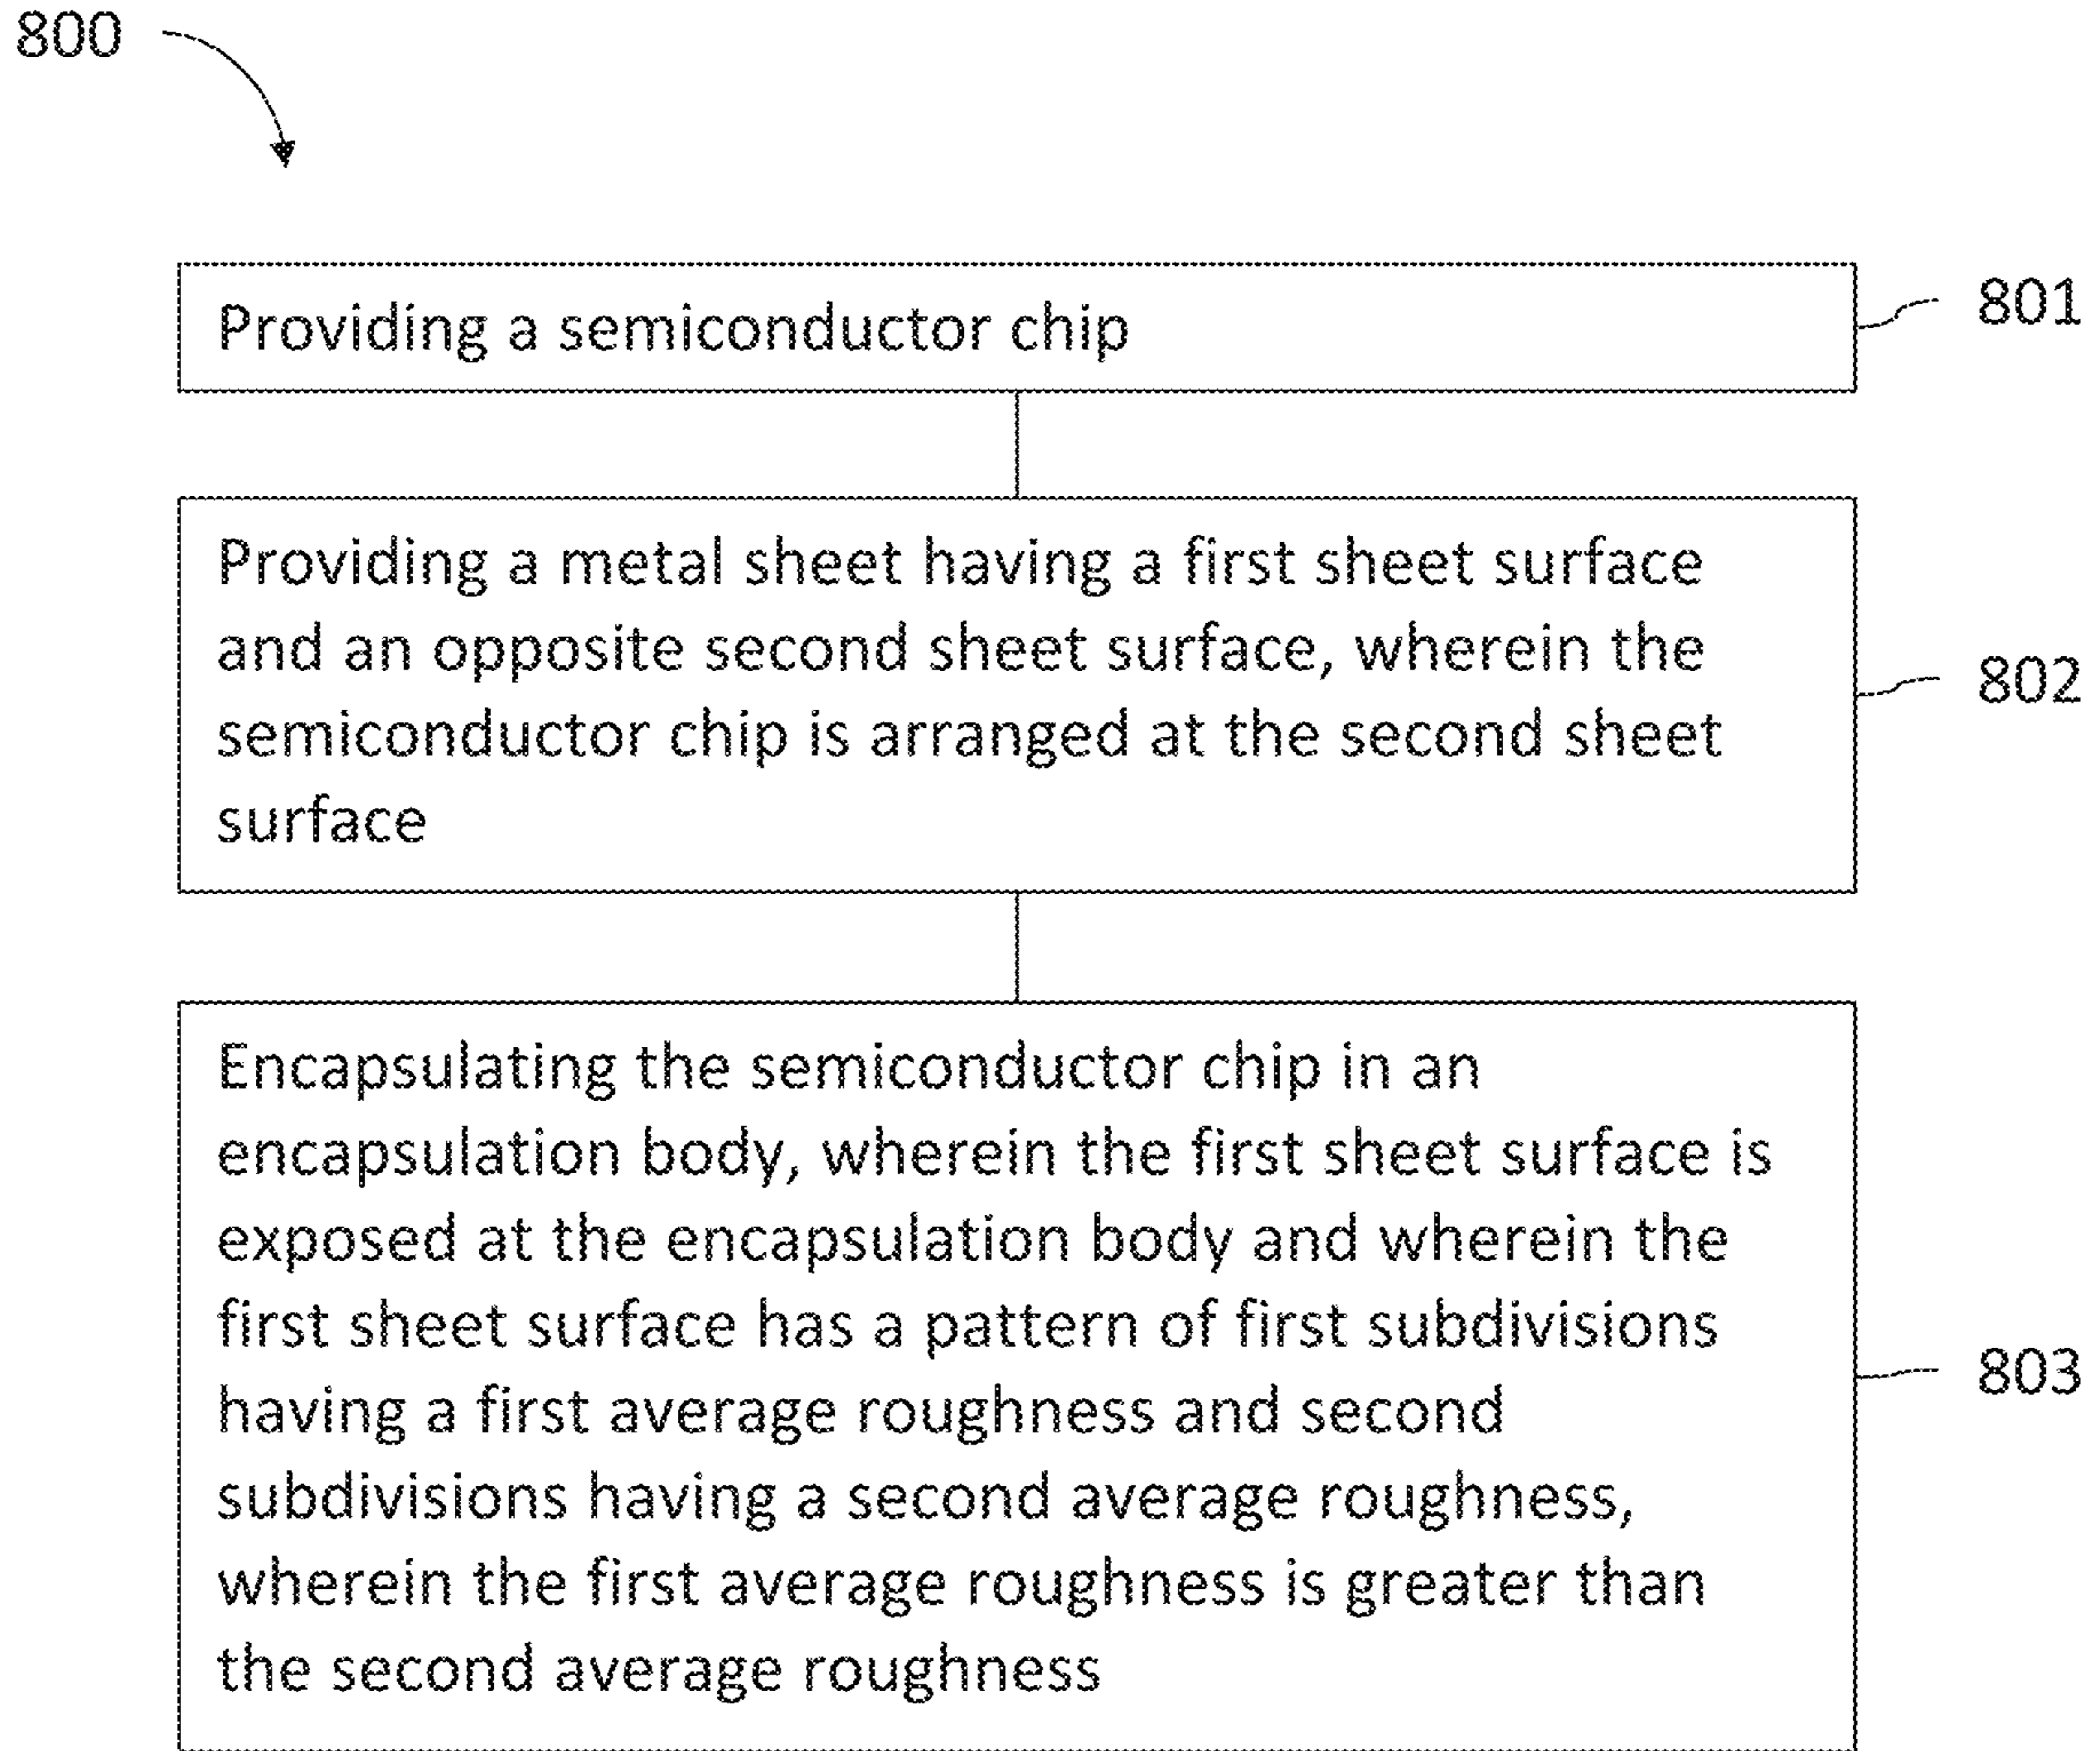 800
Providing a semiconductor chip
801
Providing a metal sheet having a first sheet surface
and an opposite second sheet surface, wherein the
semiconductor chip is arranged at the second sheet
surface
802
Encapsulating the semiconductor chip in an
encapsulation body, wherein the first sheet surface is
exposed at the encapsulation body and wherein the
first sheet surface has a pattern of first subdivisions
having a first average roughness and second
subdivisions having a second average roughness,
wherein the first average roughness is greater than
the second average roughness
803